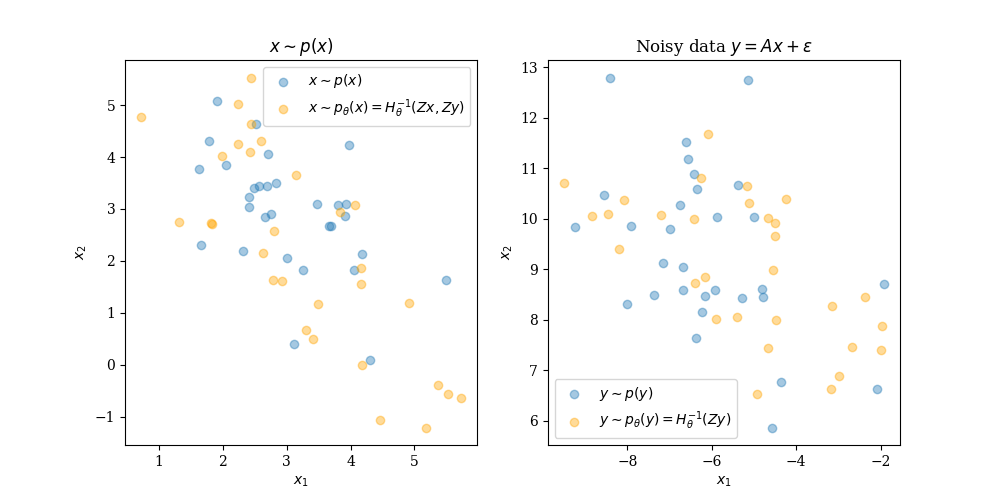 x ∼ p(x)
x ∼ p(x)
x ∼ p_θ(x) = H_θ^{-1}(Zx, Zy)
x_2
5
4
3
2
1
0
−1
1 2 3 4 5
x_1
Noisy data y = Ax + ε
13
12
11
10
9
8
7
6
x_2
y ∼ p(y)
y ∼ p_θ(y) = H_θ^{-1}(Zy)
−8 −6 −4 −2
x_1